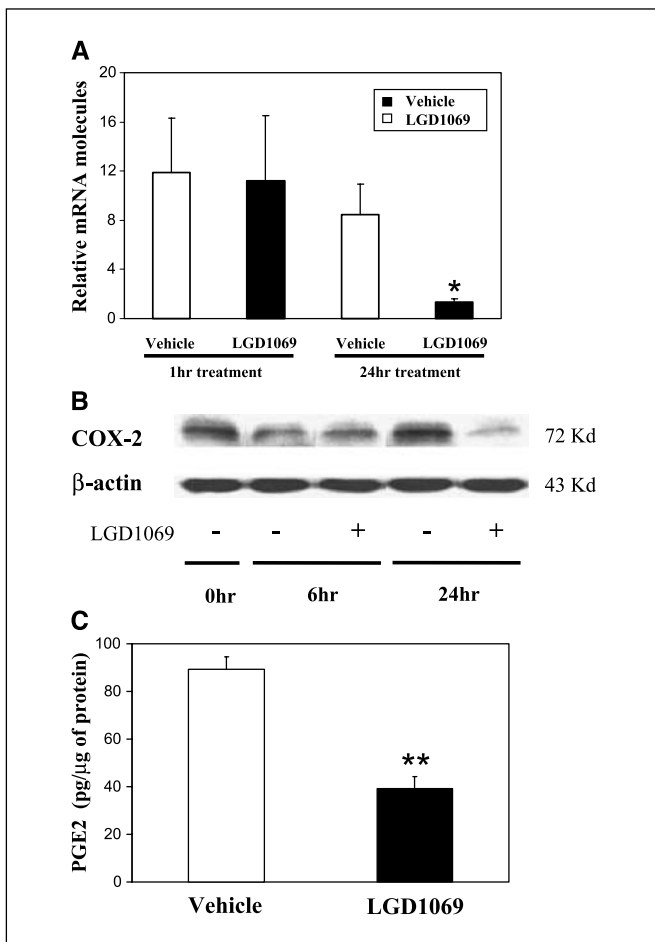 A
Relative mRNA molecules
20
16
12
8
4
0
Vehicle
LGD1069
*
Vehicle LGD1069 Vehicle LGD1069
1hr treatment 24hr treatment
B
COX-2 72 Kd
β-actin 43 Kd
LGD1069 - - + - +
0hr 6hr 24hr
C
PGE2 (pg/μg of protein)
100
80
60
40
20
0
**
Vehicle LGD1069